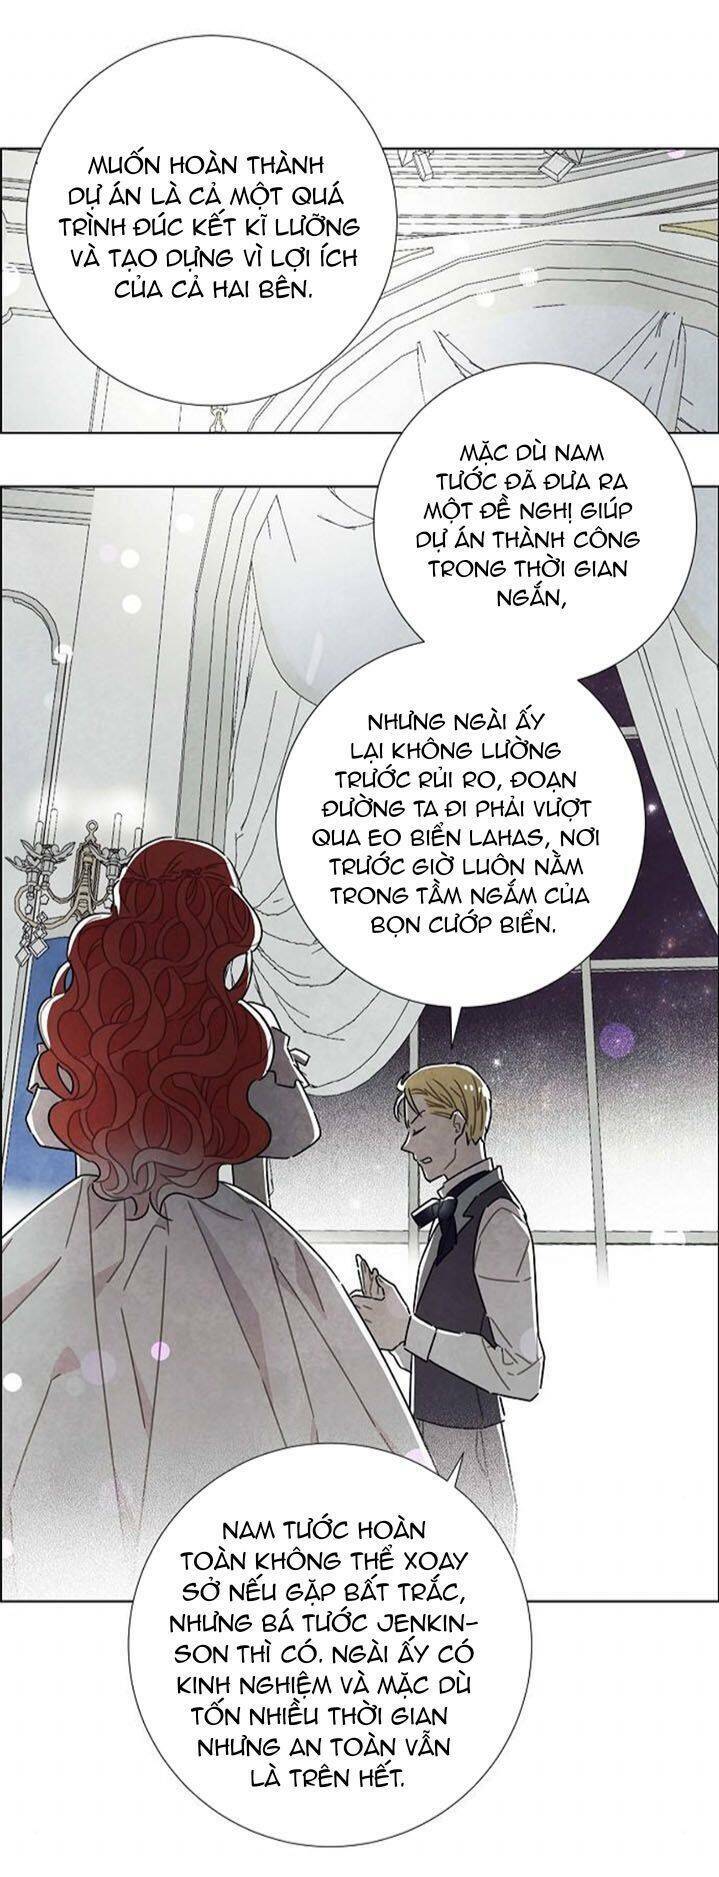 MUỐN HOÀN THÀNH
DỰ ÁN LÀ CẢ MỘT QUÁ
TRÌNH ĐÚC KẾT KĨ LƯỠNG
VÀ TẠO DỰNG VÌ LỢI ÍCH
CỦA CẢ HAI BÊN.
MẶC DÙ NAM
TƯỚC ĐÃ ĐƯA RA
MỘT ĐỀ NGHỊ GIÚP
DỰ ÁN THÀNH CÔNG
TRONG THỜI GIAN
NGẮN,
NHƯNG NGÀI ẤY
LẠI KHÔNG LƯỜNG
TRƯỚC RỦI RO, ĐOẠN
ĐƯỜNG TA ĐI PHẢI VƯỢT
QUA EO BIỂN LAHAS, NƠI
TRƯỚC GIỜ LUÔN NẰM
TRONG TẦM NGẮM CỦA
BỌN CƯỚP BIỂN.
NAM TƯỚC HOÀN
TOÀN KHÔNG THỂ XOAY
SỞ NẾU GẶP BẤT TRẮC,
NHƯNG BÁ TƯỚC JENKIN-
SON THÌ CÓ. NGÀI ẤY CÓ
KINH NGHIỆM VÀ MẶC DÙ
TỐN NHIỀU THỜI GIAN
NHƯNG AN TOÀN VẪN
LÀ TRÊN HẾT.